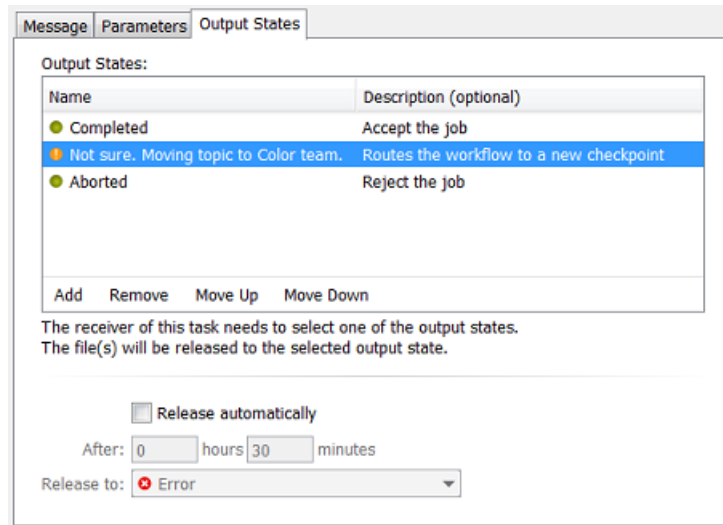 Message Parameters Output States
Output States:
Name Description (optional)
Completed Accept the job
Not sure. Moving topic to Color team. Routes the workflow to a new checkpoint
Aborted Reject the job
Add Remove Move Up Move Down
The receiver of this task needs to select one of the output states.
The file(s) will be released to the selected output state.
Release automatically
After: 0 hours 30 minutes
Release to: Error